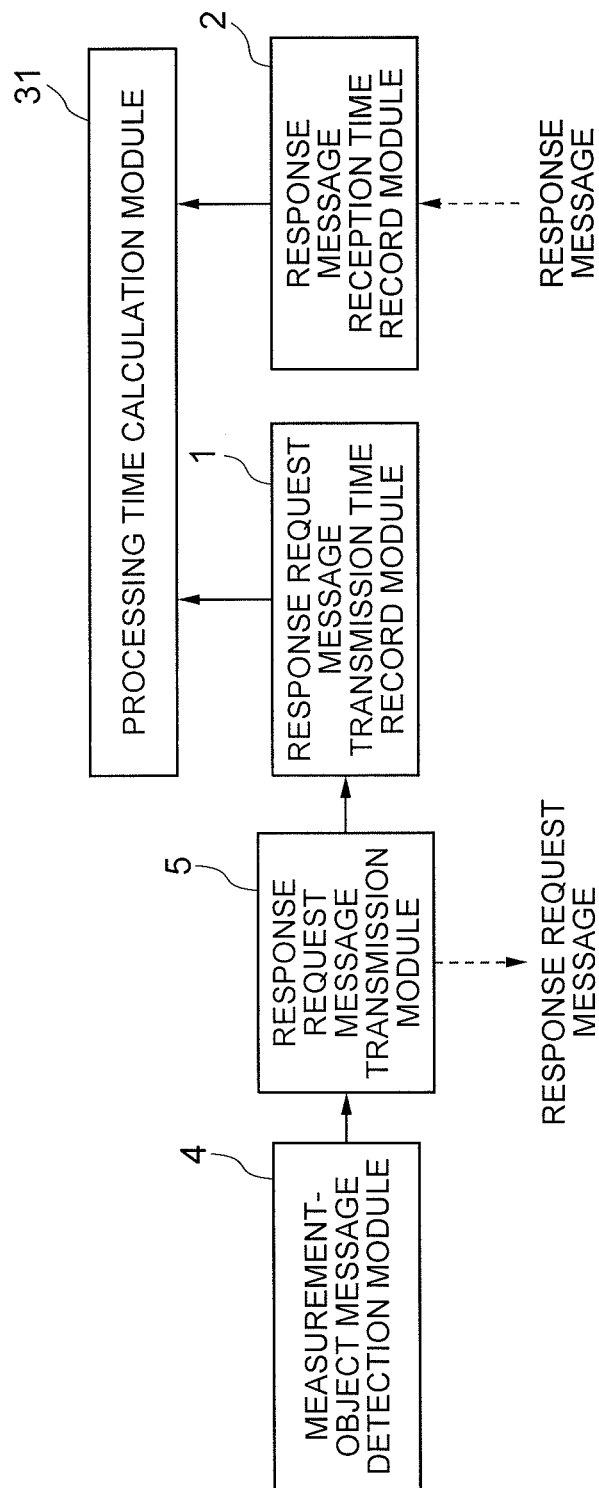 31
PROCESSING TIME CALCULATION MODULE
4
MEASUREMENT-
OBJECT MESSAGE
DETECTION MODULE
5
RESPONSE
REQUEST
MESSAGE
TRANSMISSION
MODULE
1
RESPONSE REQUEST
MESSAGE
TRANSMISSION TIME
RECORD MODULE
2
RESPONSE
MESSAGE
RECEPTION TIME
RECORD MODULE
RESPONSE REQUEST
MESSAGE
RESPONSE
MESSAGE